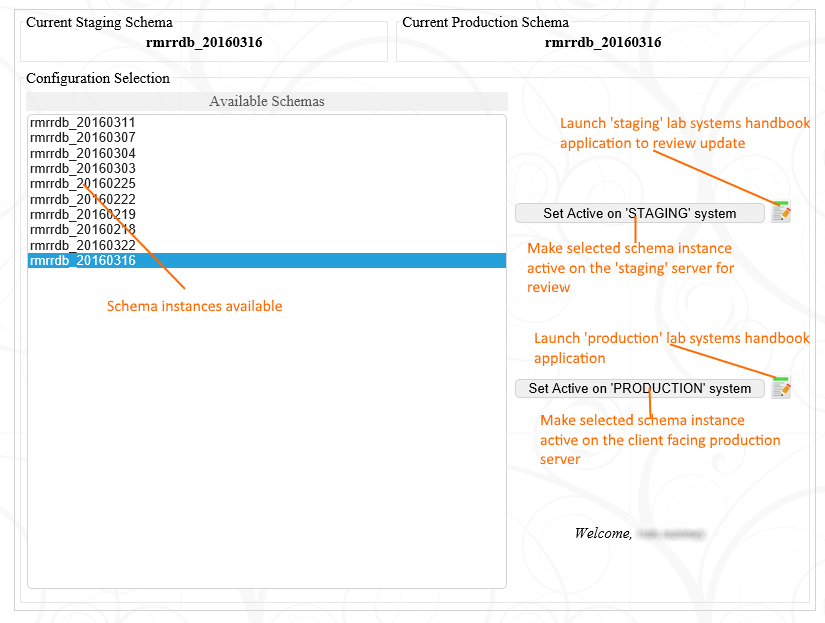 Current Staging Schema
rmrrdb_20160316
Current Production Schema
rmrrdb_20160316
Configuration Selection
Available Schemas
rmrrdb_20160311
rmrrdb_20160307
rmrrdb_20160304
rmrrdb_20160303
rmrrdb_20160225
rmrrdb_20160222
rmrrdb_20160219
rmrrdb_20160218
rmrrdb_20160322
rmrrdb_20160316
Schema instances available
Launch 'staging' lab systems handbook
application to review update
Set Active on 'STAGING' system
Make selected schema instance
active on the 'staging' server for
review
Launch 'production' lab systems handbook
application
Set Active on 'PRODUCTION' system
Make selected schema instance
active on the client facing production
server
Welcome,